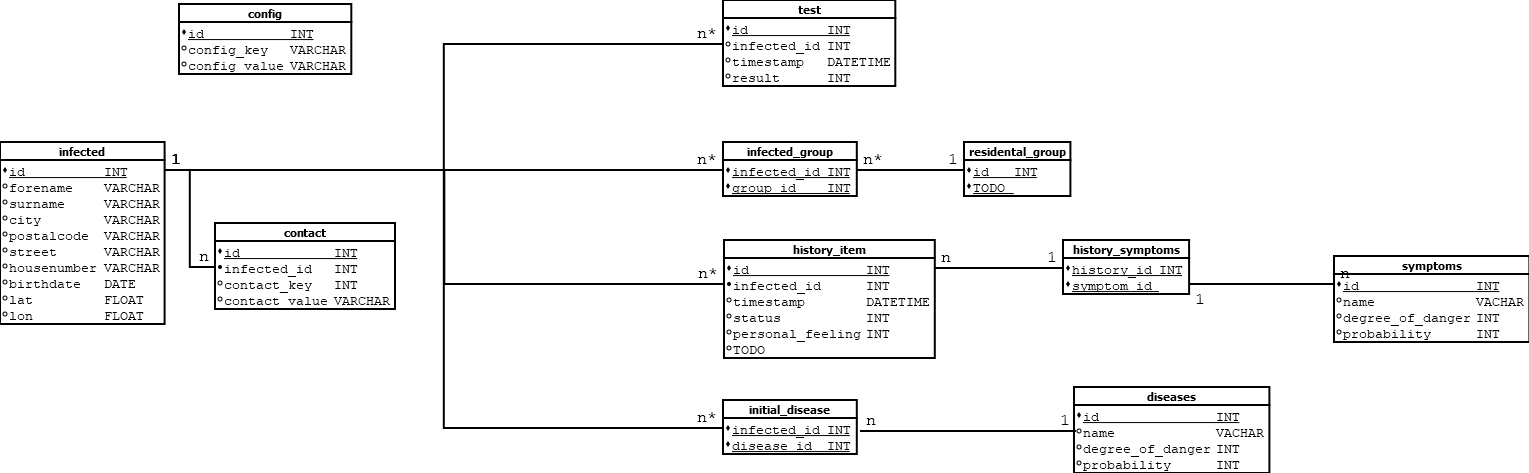 config
id INT
config_key VARCHAR
config_value VARCHAR
test
id INT
infected_id INT
timestamp DATETIME
result INT
n*
infected
id INT
forename VARCHAR
surname VARCHAR
city VARCHAR
postalcode VARCHAR
street VARCHAR
housenumber VARCHAR
birthdate DATE
lat FLOAT
lon FLOAT
1
contact
id INT
infected_id INT
contact_key INT
contact_value VARCHAR
n
n*
infected_group
infected_id INT
group_id INT
n*
1
residental_group
id INT
TODO
n*
history_item
id INT
infected_id INT
timestamp DATETIME
status INT
personal_feeling INT
TODO
n
1
history_symptoms
history_id INT
symptom_id
1
n
symptoms
id INT
name VACHAR
degree_of_danger INT
probability INT
n*
initial_disease
infected_id INT
disease_id INT
n
1
diseases
id INT
name VACHAR
degree_of_danger INT
probability INT